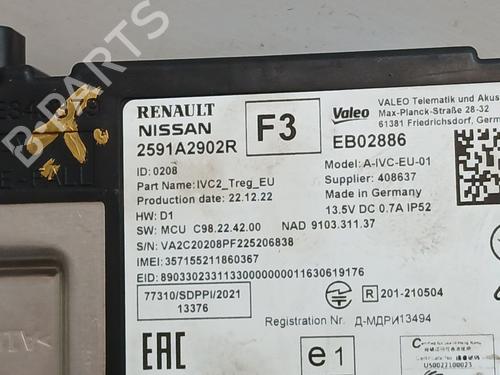 RENAULT
NISSAN
2591A2902R
F3
Valeo
VALEO Telematik und Akus
Max-Planck-Straße 28-32
61381 Friedrichsdorf, Germ
EB02886
ID: 0208
Part Name: IVC2_Treg_EU
Production date: 22.12.22
HW: D1
SW: MCU C98.22.42.00 NAD 9103.311.37
S/N: VA2C20208PF225206838
IMEI: 357155211860367
EID: 89033023311330000000011630619176
Model: A-IVC-EU-01
Supplier: 408637
Made in Germany
13.5V DC 0.7A IP52
77310/SDPPI/2021
13376
R 201-210504
Registration Nr. Д-МДРИ13494
EAC
e1
B PARTS